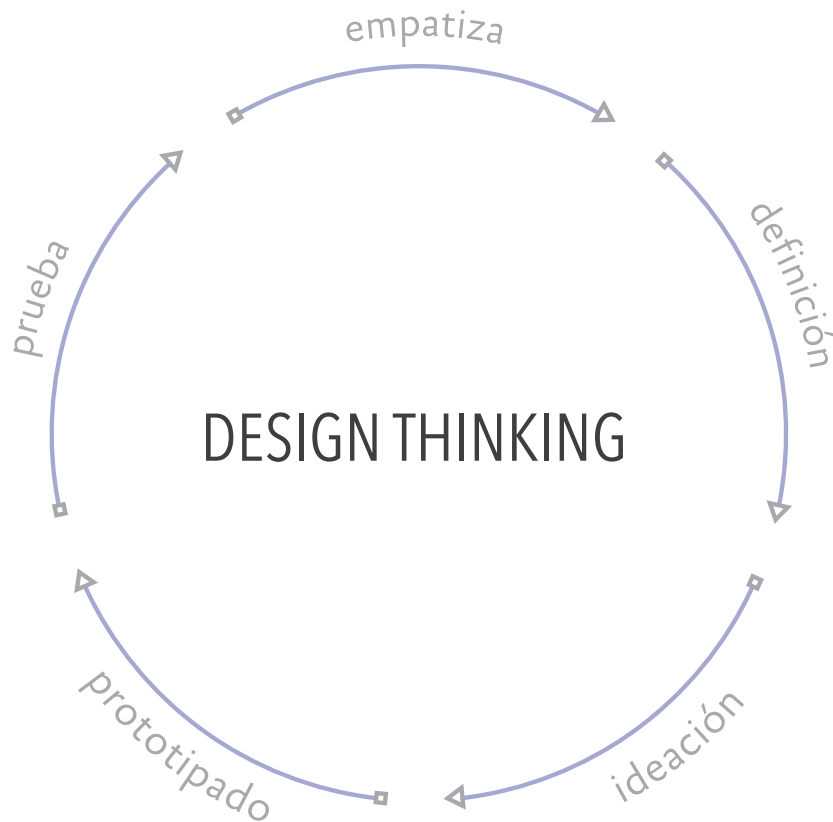 empatiza
definición
ideación
prototipado
prueba
DESIGN THINKING